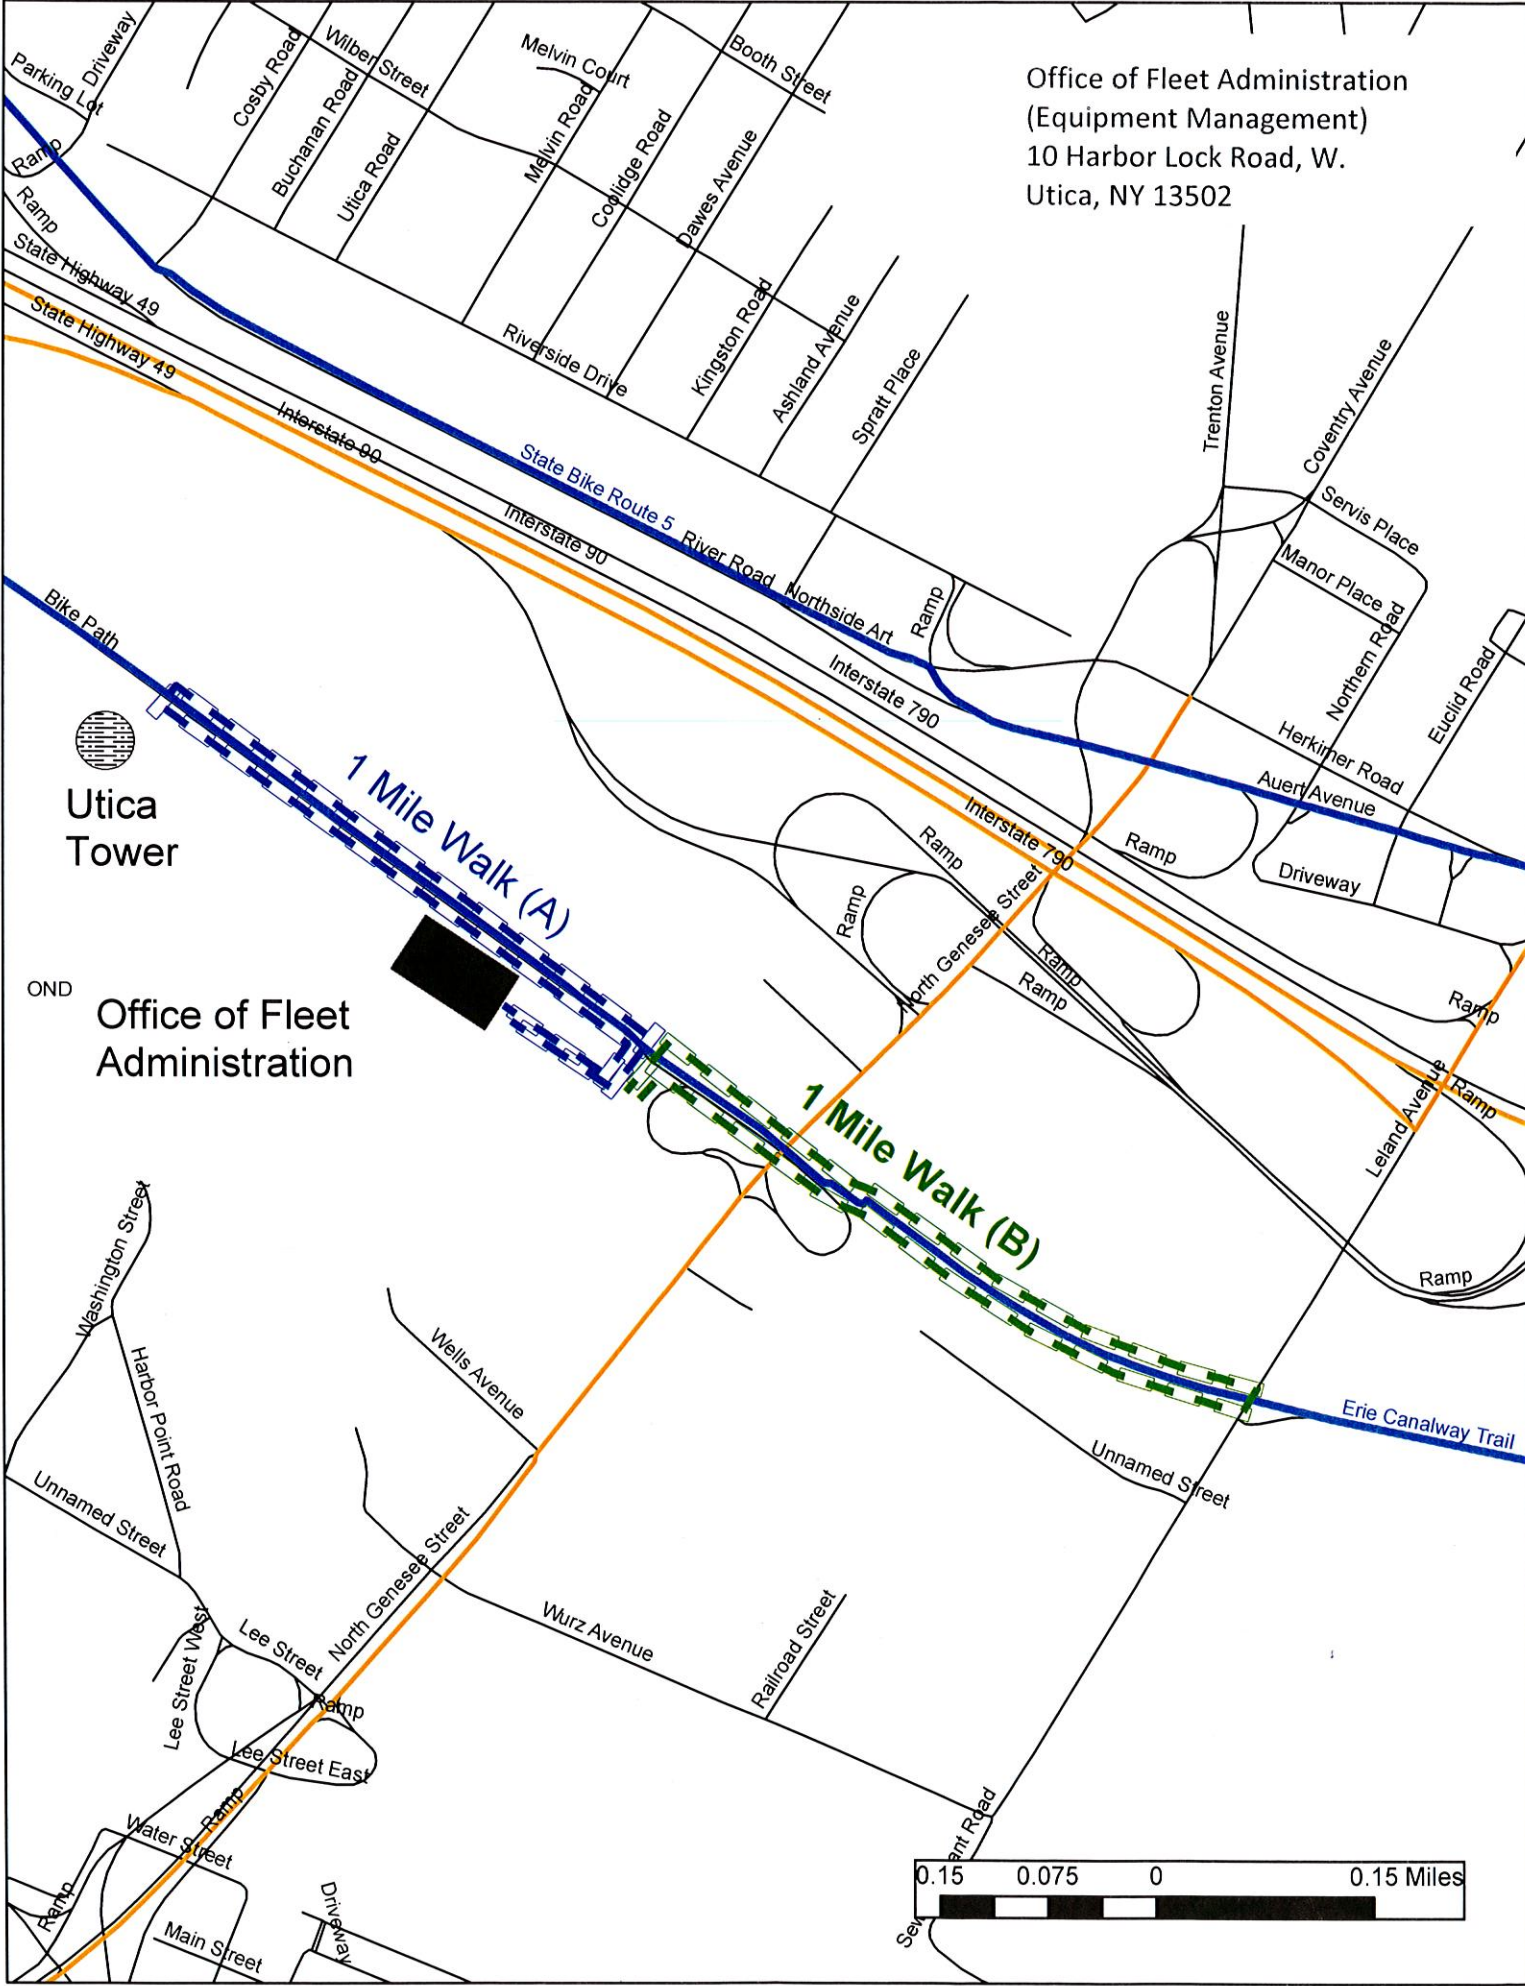 Office of Fleet Administration
(Equipment Management)
10 Harbor Lock Road, W.
Utica, NY 13502
Driveway
Parking Lot
Ramp
Ramp
Cosby Road
Wilber Street
Buchanan Road
Utica Road
Melvin Court
Melvin Road
Booth Street
Coolidge Road
Dawes Avenue
State Highway 49
State Highway 49
Riverside Drive
Kingston Road
Ashland Avenue
Spratt Place
Trenton Avenue
Coventry Avenue
Interstate 90
State Bike Route 5
Interstate 90
River Road
Northside Art
Ramp
Servis Place
Manor Place
Northern Road
Euclid Road
Bike Path
Interstate 790
Herkimer Road
Auert Avenue
Utica
Tower
1 Mile Walk (A)
Interstate 790
Ramp
Ramp
Driveway
Ramp
North Genesee Street
Ramp
Ramp
Ramp
OND
Office of Fleet
Administration
Leland Avenue
Ramp
1 Mile Walk (B)
Ramp
Washington Street
Harbor Point Road
Wells Avenue
Erie Canalway Trail
Unnamed Street
Unnamed Street
North Genesee Street
Lee Street West
Lee Street
Wurz Avenue
Railroad Street
Ramp
Lee Street East
Ramp
Water Street
Ramp
Main Street
Driveway
Sew
ant Road
0.15 0.075 0 0.15 Miles